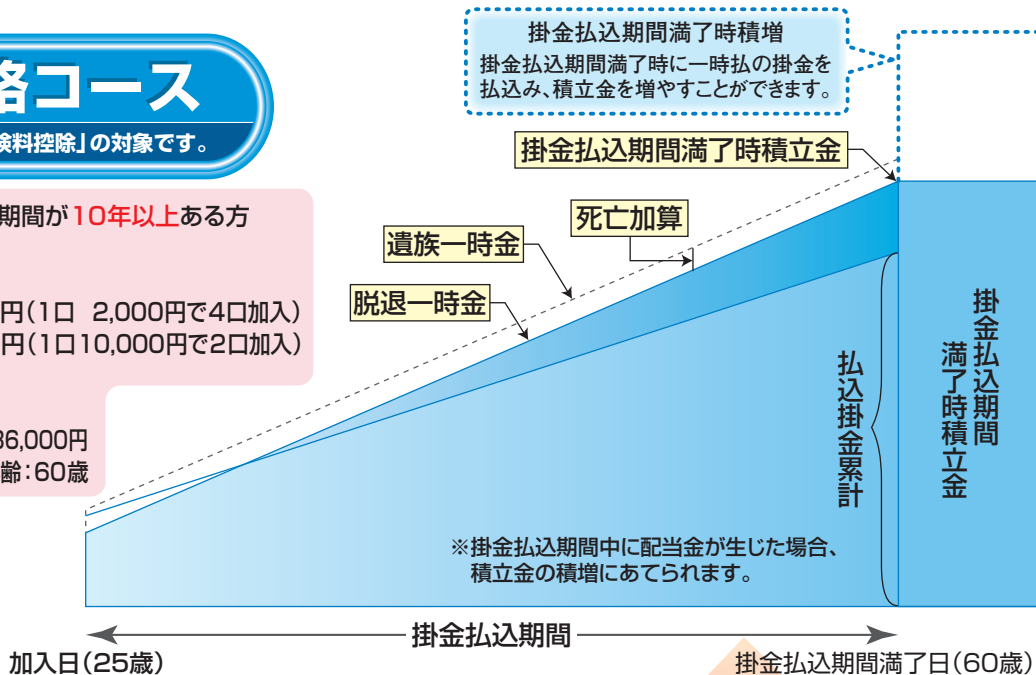 掛金払込期間満了時積増
掛金払込期間満了時に一時払の掛金を
払込み、積立金を増やすことができます。
格コース
険料控除」の対象です。
期間が10年以上ある方
円(1口 2,000円で4口加入)
円(1口10,000円で2口加入)
36,000円
齢:60歳
掛金払込期間満了時積立金
死亡加算
遺族一時金
脱退一時金
払込掛金累計
掛金払込期間
満了時積立金
※掛金払込期間中に配当金が生じた場合、
積立金の積増にあてられます。
掛金払込期間
加入日(25歳)
掛金払込期間満了日(60歳)